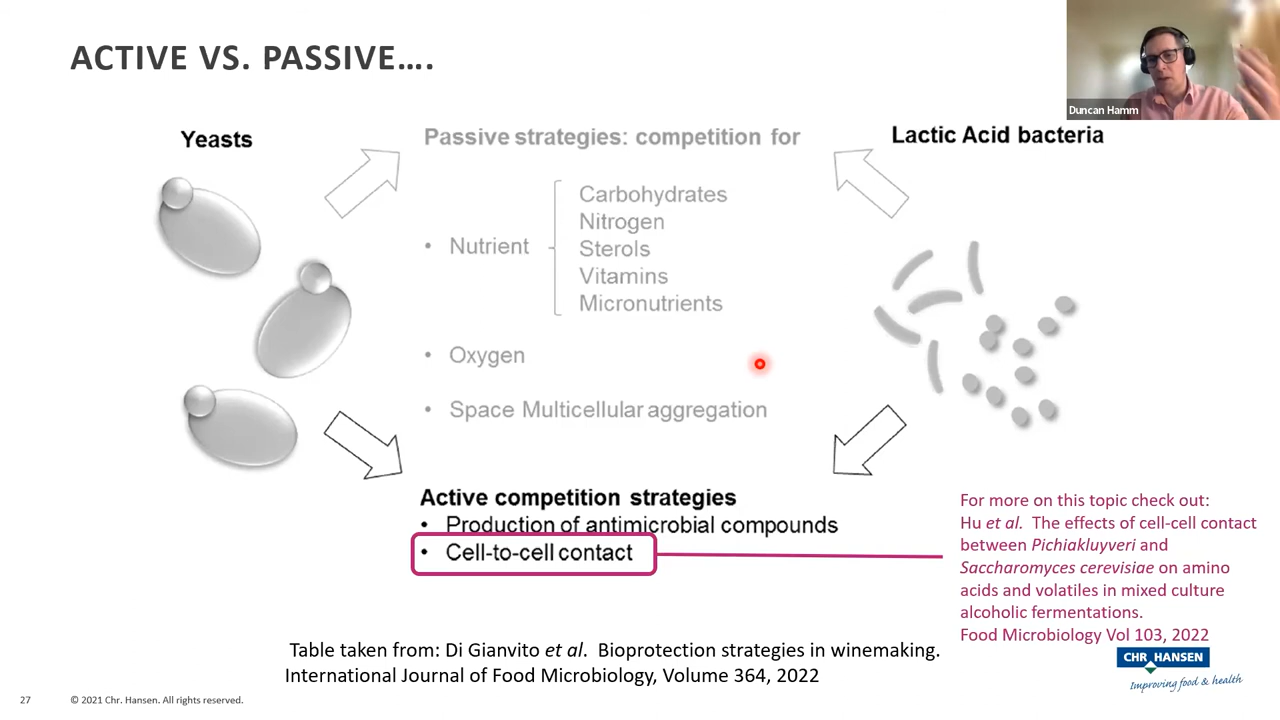 ACTIVE VS. PASSIVE....
Duncan Hamm
Yeasts
Passive strategies: competition for
Lactic Acid bacteria
• Nutrient
Carbohydrates
Nitrogen
Sterols
Vitamins
Micronutrients
• Oxygen
• Space Multicellular aggregation
Active competition strategies
• Production of antimicrobial compounds
• Cell-to-cell contact
For more on this topic check out:
Hu et al. The effects of cell-cell contact
between Pichiakluyveri and
Saccharomyces cerevisiae on amino
acids and volatiles in mixed culture
alcoholic fermentations.
Food Microbiology Vol 103, 2022
Table taken from: Di Gianvito et al. Bioprotection strategies in winemaking.
International Journal of Food Microbiology, Volume 364, 2022
CHR HANSEN
Improving food & health
27
© 2021 Chr. Hansen. All rights reserved.